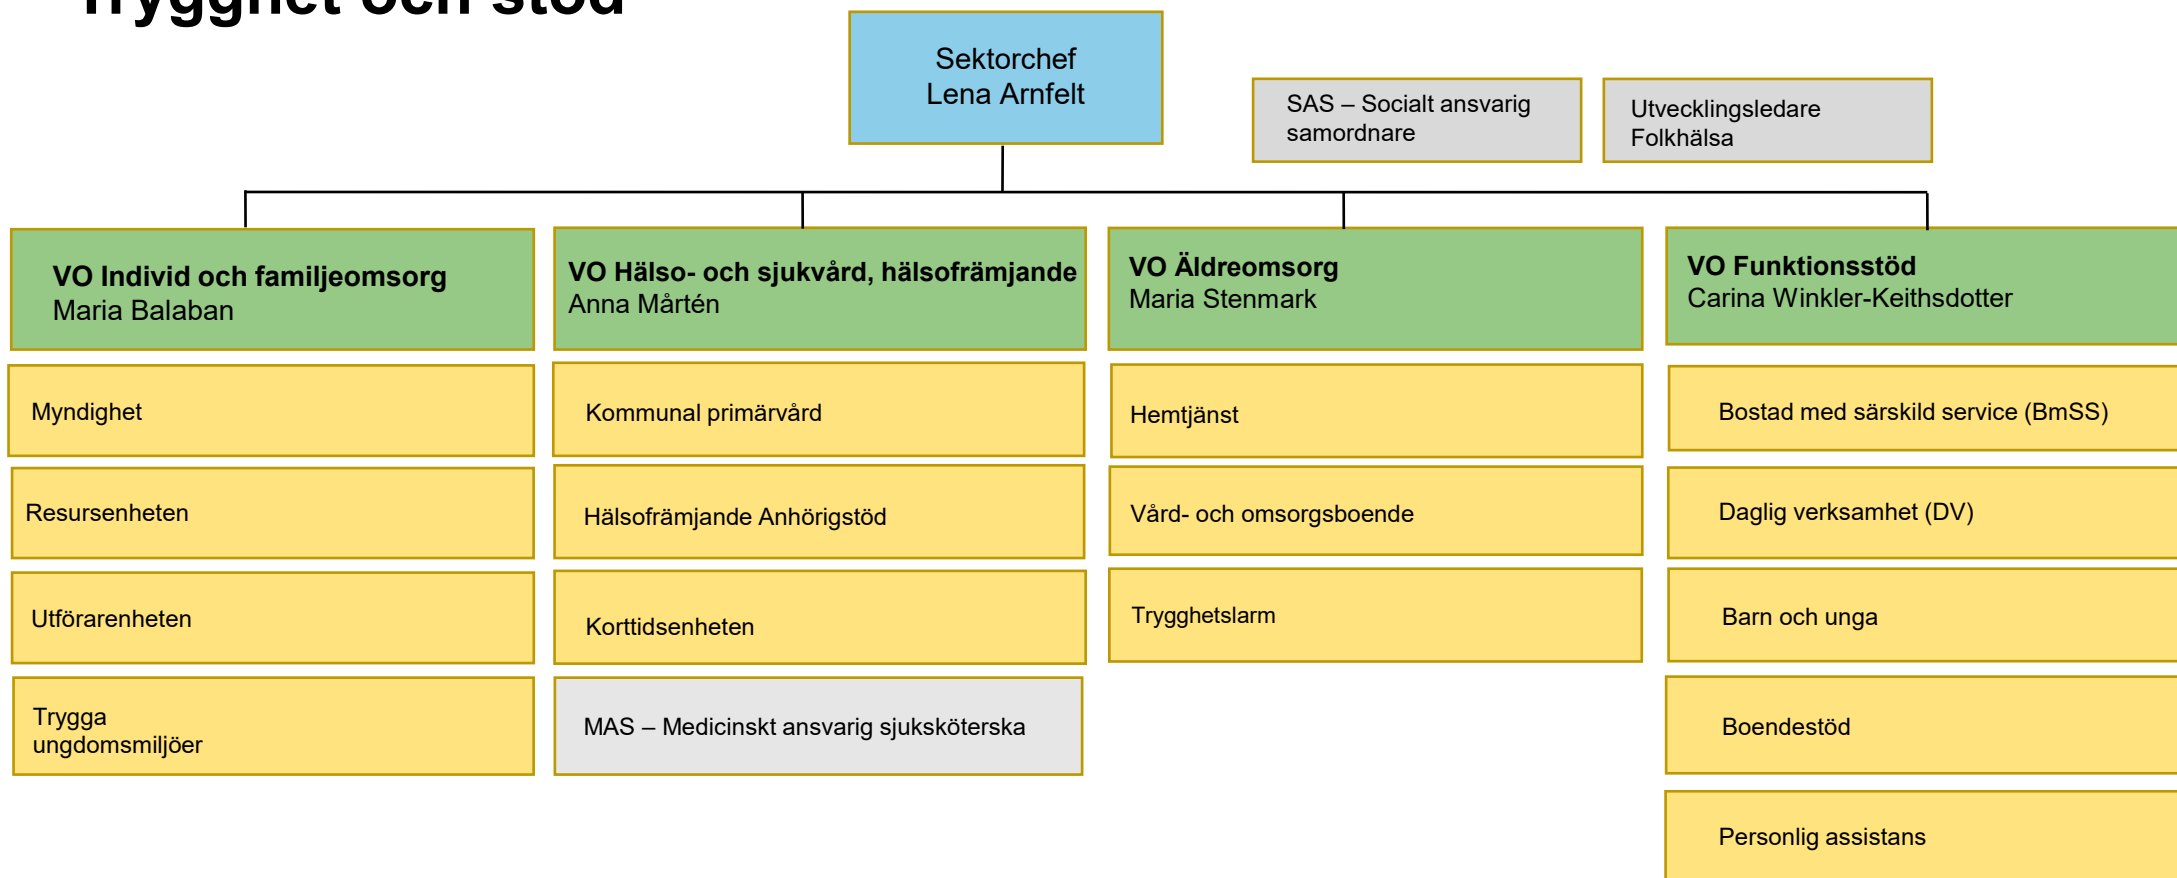 Trygghet och stöd
Sektorchef
Lena Arnfelt
SAS – Socialt ansvarig
samordnare
Utvecklingsledare
Folkhälsa
VO Individ och familjeomsorg
Maria Balaban
Myndighet
Resursenheten
Utförarenheten
Trygga
ungdomsmiljöer
VO Hälso- och sjukvård, hälsofrämjande
Anna Mårtén
Kommunal primärvård
Hälsofrämjande Anhörigstöd
Korttidsenheten
MAS – Medicinskt ansvarig sjuksköterska
VO Äldreomsorg
Maria Stenmark
Hemtjänst
Vård- och omsorgsboende
Trygghetslarm
VO Funktionsstöd
Carina Winkler-Keithsdotter
Bostad med särskild service (BmSS)
Daglig verksamhet (DV)
Barn och unga
Boendestöd
Personlig assistans